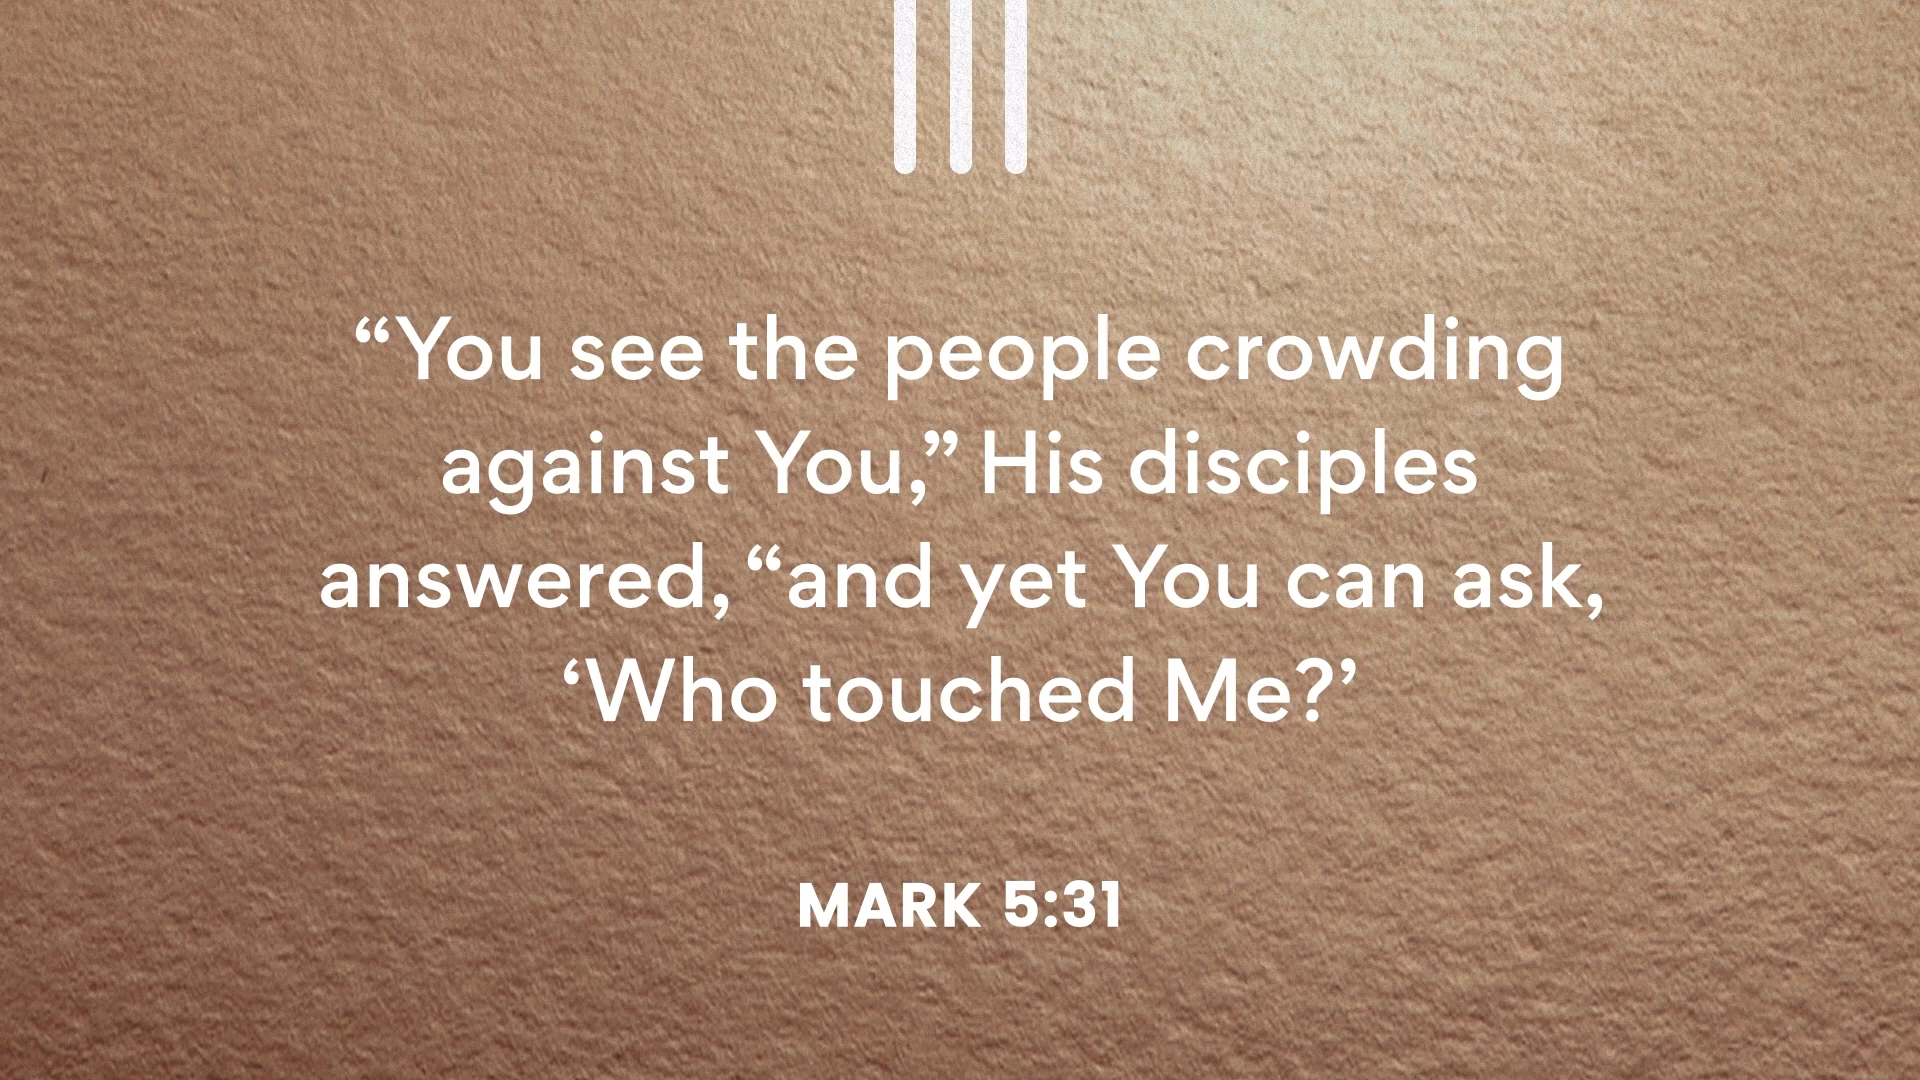 “You see the people crowding
against You,” His disciples
answered, “and yet You can ask,
‘Who touched Me?’
MARK 5:31